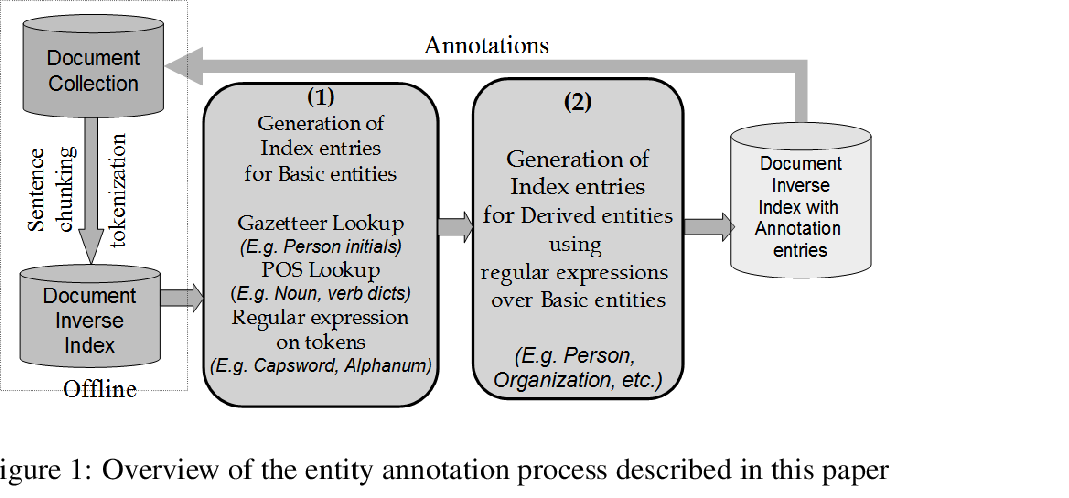 Annotations
Document
Collection
Sentence
chunking
tokenization
Document
Inverse
Index
Offline
(1)
Generation of
Index entries
for Basic entities
Gazetteer Lookup
(E.g. Person initials)
POS Lookup
(E.g. Noun, verb dicts)
Regular expression
on tokens
(E.g. Capsword, Alphanum)
(2)
Generation of
Index entries
for Derived entities
using
regular expressions
over Basic entities
(E.g. Person,
Organization, etc.)
Document
Inverse
Index with
Annotation
entries
igure 1: Overview of the entity annotation process described in this paper